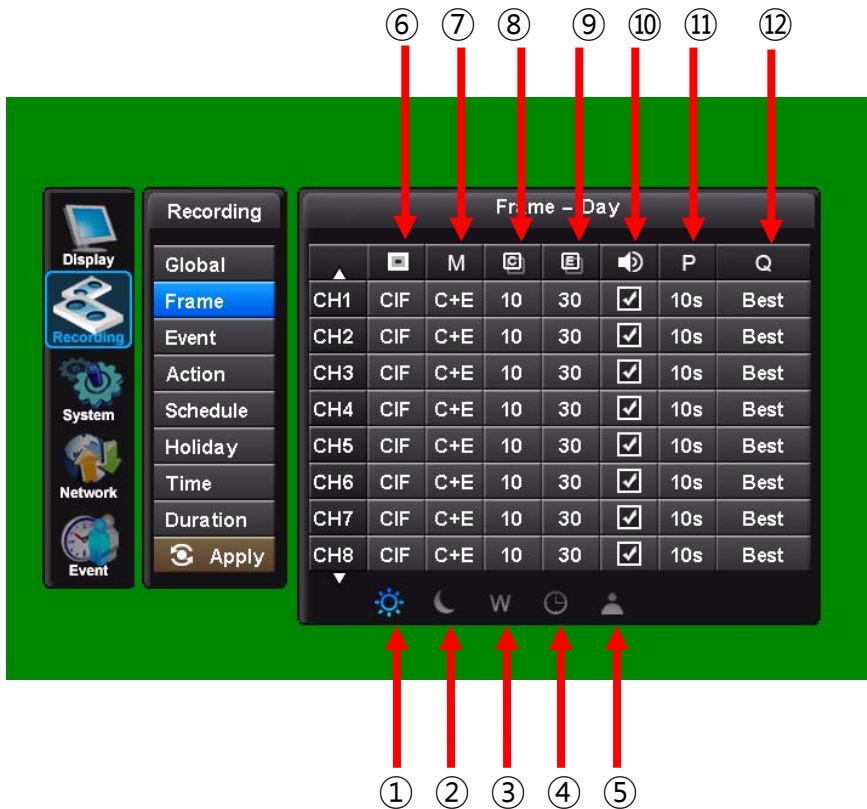 ⑥ ⑦ ⑧ ⑨ ⑩ ⑪ ⑫
Display
Recording
System
Network
Event
Recording
Global
Frame
Event
Action
Schedule
Holiday
Time
Duration
Apply
Frame – Day
M C E P Q
CH1 CIF C+E 10 30 10s Best
CH2 CIF C+E 10 30 10s Best
CH3 CIF C+E 10 30 10s Best
CH4 CIF C+E 10 30 10s Best
CH5 CIF C+E 10 30 10s Best
CH6 CIF C+E 10 30 10s Best
CH7 CIF C+E 10 30 10s Best
CH8 CIF C+E 10 30 10s Best
W
① ② ③ ④ ⑤